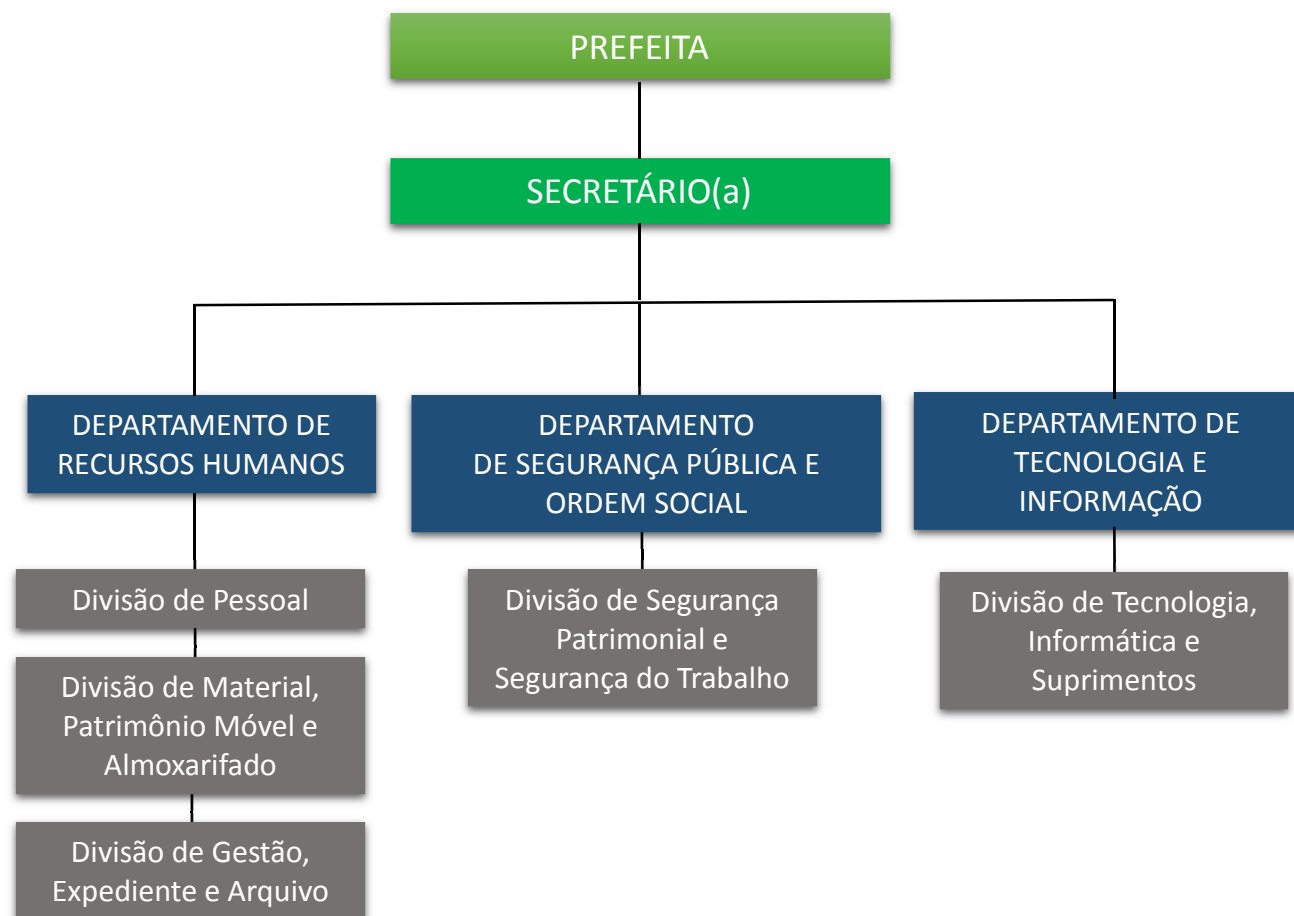 PREFEITA
SECRETÁRIO(a)
DEPARTAMENTO DE
RECURSOS HUMANOS
DEPARTAMENTO
DE SEGURANÇA PÚBLICA E
ORDEM SOCIAL
DEPARTAMENTO DE
TECNOLOGIA E
INFORMAÇÃO
Divisão de Pessoal
Divisão de Material,
Patrimônio Móvel e
Almoxarifado
Divisão de Gestão,
Expediente e Arquivo
Divisão de Segurança
Patrimonial e
Segurança do Trabalho
Divisão de Tecnologia,
Informática e
Suprimentos